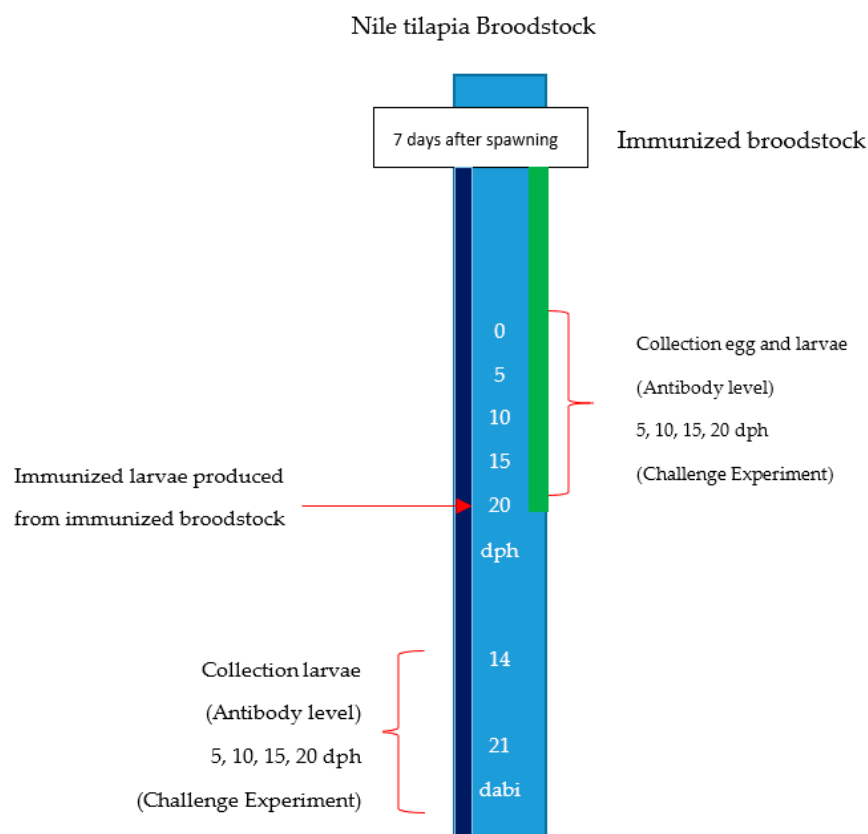 Nile tilapia Broodstock
7 days after spawning
Immunized broodstock
0
5
10
15
20
dph
Collection egg and larvae
(Antibody level)
5, 10, 15, 20 dph
(Challenge Experiment)
Immunized larvae produced
from immunized broodstock
14
21
dabi
Collection larvae
(Antibody level)
5, 10, 15, 20 dph
(Challenge Experiment)